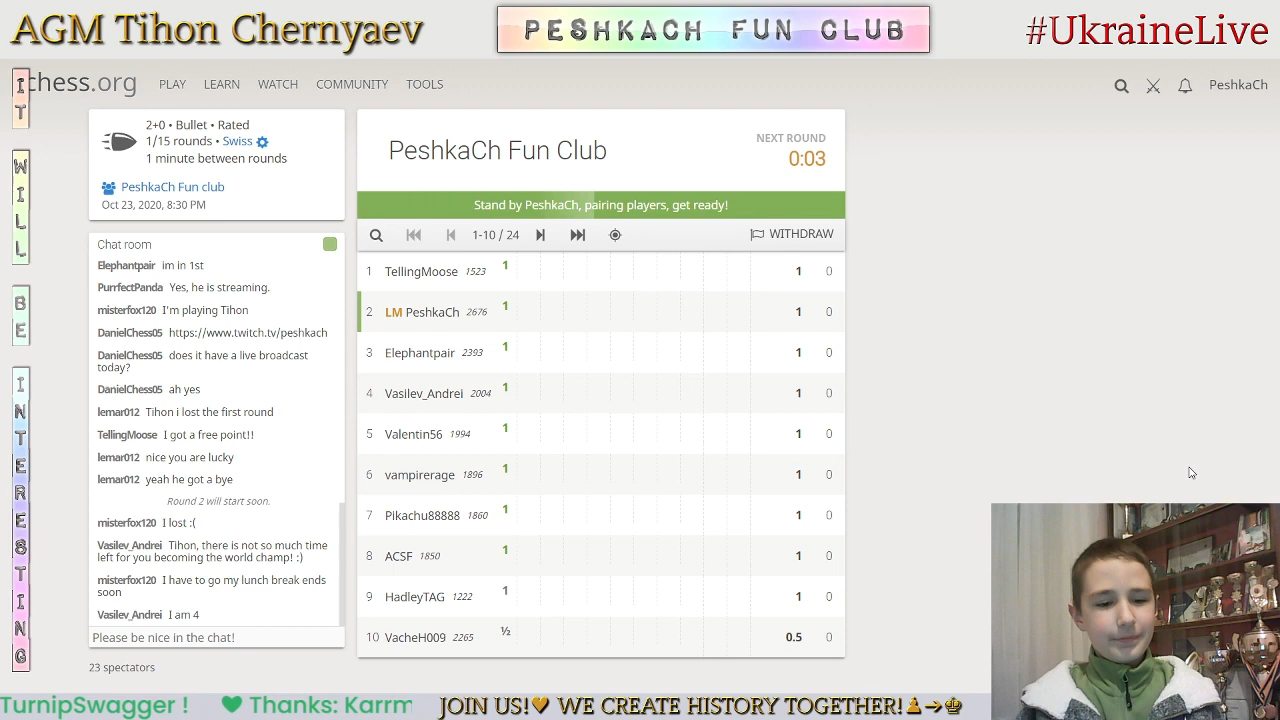 AGM Tihon Chernyaev
PESHKACH FUN CLUB
#UkraineLive
IT WILL BE INTERESTING
chess.org
PLAY LEARN WATCH COMMUNITY TOOLS
PeshkaCh
2+0 • Bullet • Rated
1/15 rounds • Swiss
1 minute between rounds
PeshkaCh Fun club
Oct 23, 2020, 8:30 PM
Chat room
Elephantpair im in 1st
PurrfectPanda Yes, he is streaming.
misterfox120 I'm playing Tihon
DanielChess05 https://www.twitch.tv/peshkach
DanielChess05 does it have a live broadcast
today?
DanielChess05 ah yes
lemar012 Tihon i lost the first round
TellingMoose I got a free point!!
lemar012 nice you are lucky
lemar012 yeah he got a bye
Round 2 will start soon.
misterfox120 I lost :(
Vasilev_Andrei Tihon, there is not so much time
left for you becoming the world champ! :)
misterfox120 I have to go my lunch break ends
soon
Vasilev_Andrei I am 4
Please be nice in the chat!
23 spectators
PeshkaCh Fun Club
NEXT ROUND
0:03
Stand by PeshkaCh, pairing players, get ready!
1-10 / 24
WITHDRAW
1 TellingMoose 1523 1 1 0
2 LM PeshkaCh 2676 1 1 0
3 Elephantpair 2393 1 1 0
4 Vasilev_Andrei 2004 1 1 0
5 Valentin56 1994 1 1 0
6 vampirerage 1896 1 1 0
7 Pikachu88888 1860 1 1 0
8 ACSF 1850 1 1 0
9 HadleyTAG 1222 1 1 0
10 VacheH009 2265 ½ 0.5 0
TurnipSwagger ! Thanks: Karrm
JOIN US! WE CREATE HISTORY TOGETHER!